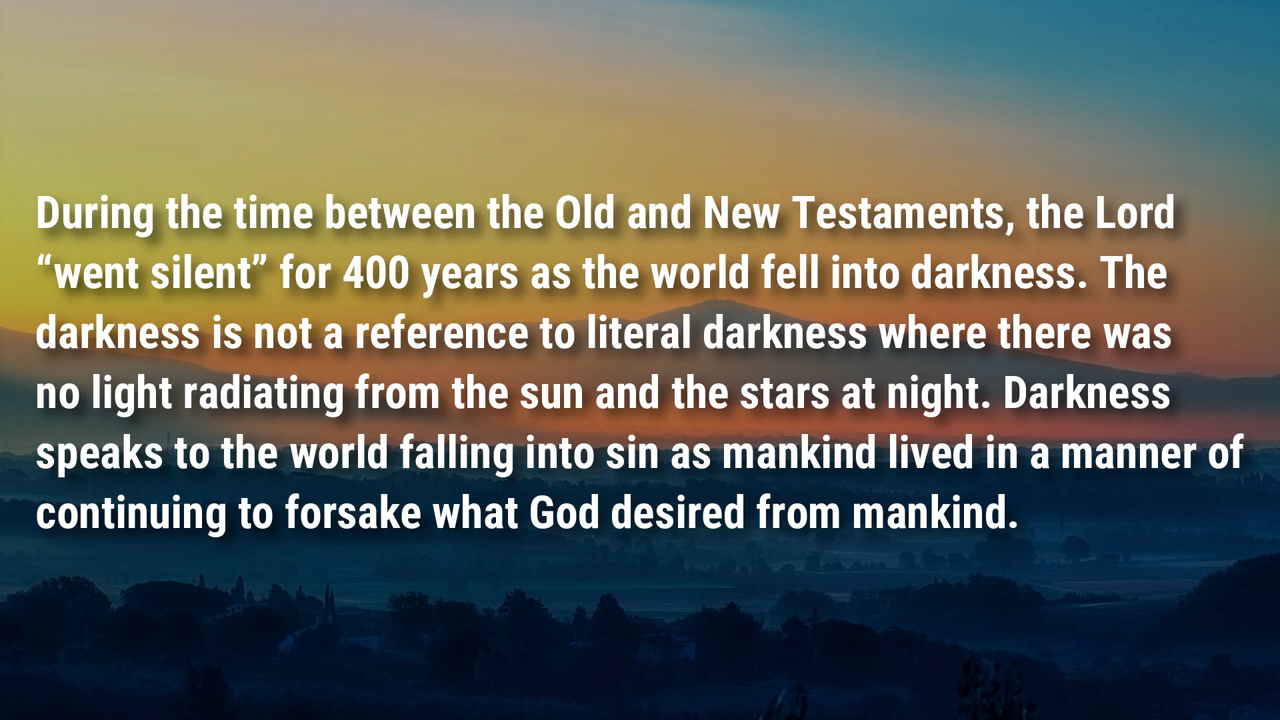 During the time between the Old and New Testaments, the Lord
“went silent” for 400 years as the world fell into darkness. The
darkness is not a reference to literal darkness where there was
no light radiating from the sun and the stars at night. Darkness
speaks to the world falling into sin as mankind lived in a manner of
continuing to forsake what God desired from mankind.